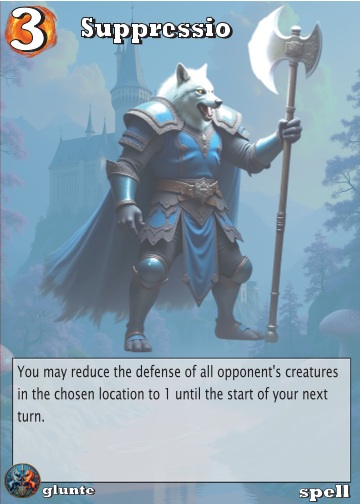 3
Suppressio
You may reduce the defense of all opponent's creatures
in the chosen location to 1 until the start of your next
turn.
glunte
spell